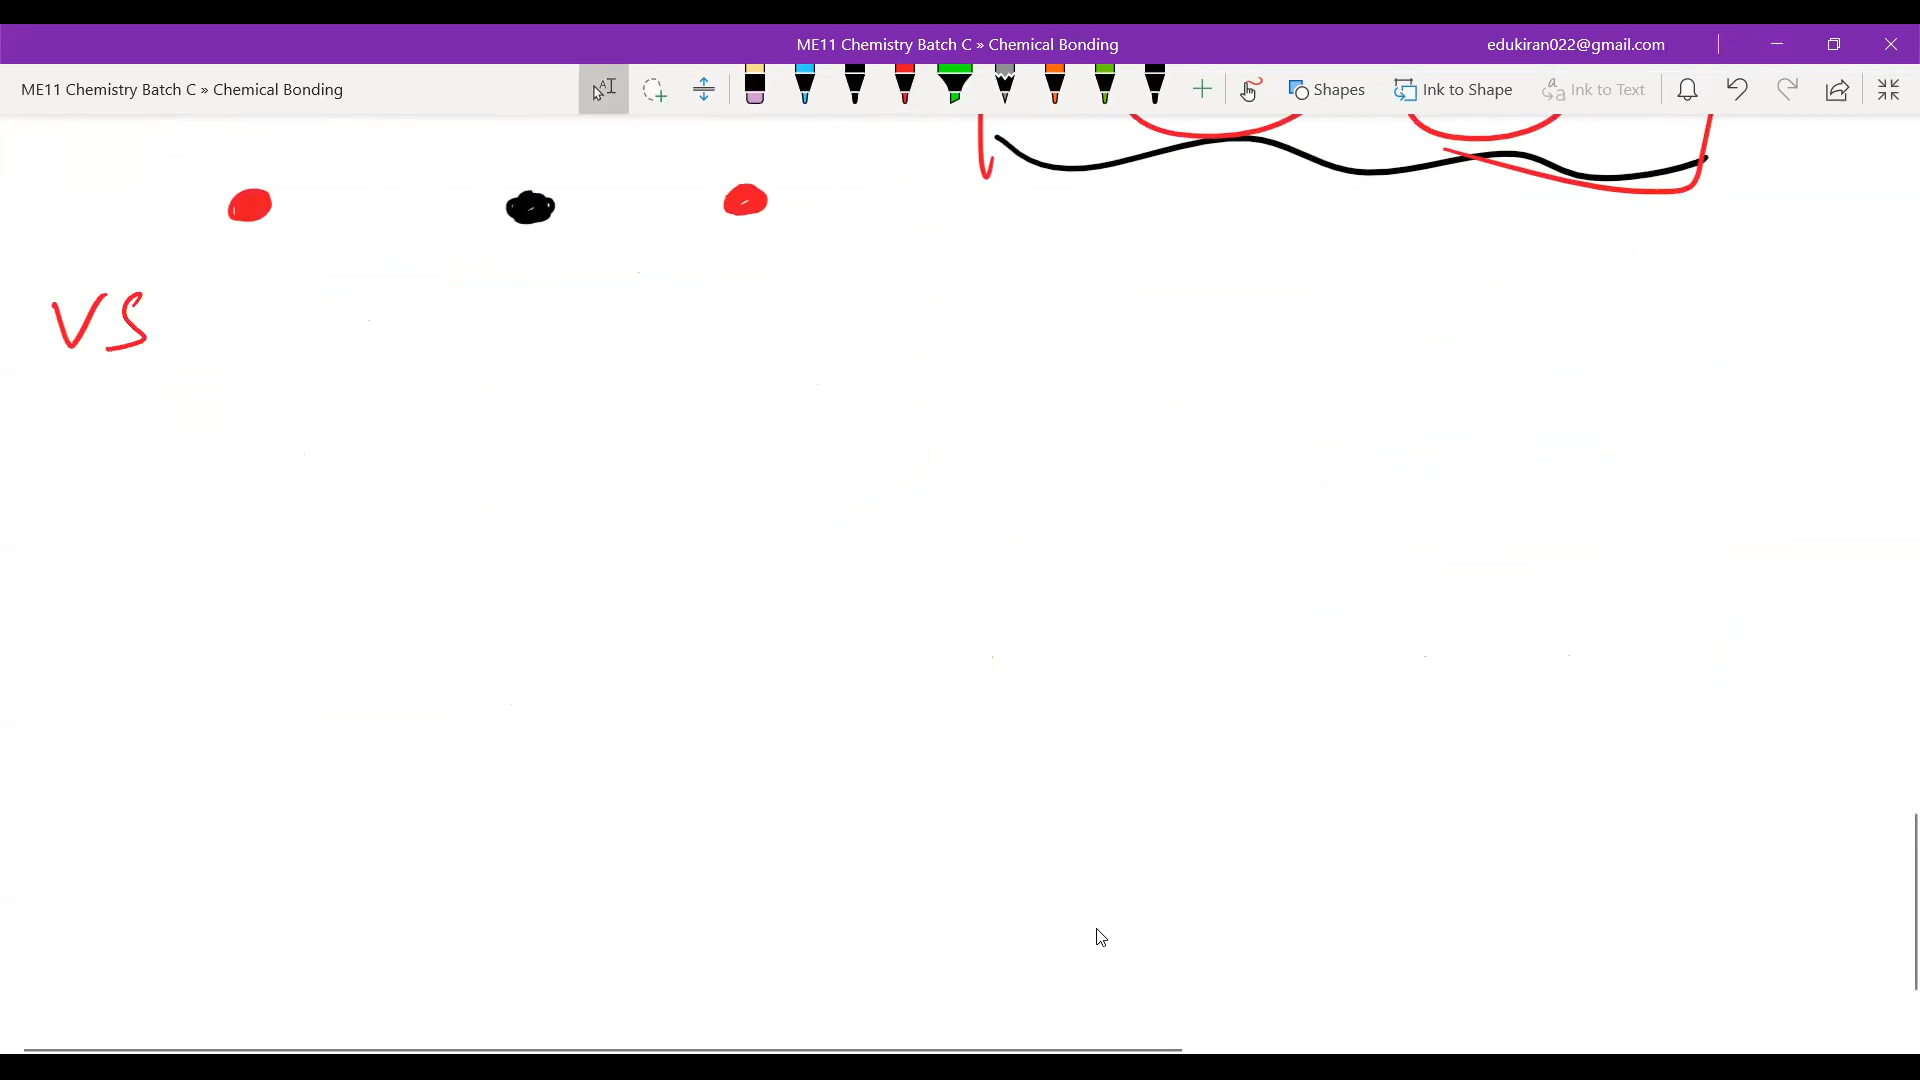 ME11 Chemistry Batch C » Chemical Bonding
edukiran022@gmail.com
ME11 Chemistry Batch C » Chemical Bonding
Shapes
Ink to Shape
Ink to Text
VS